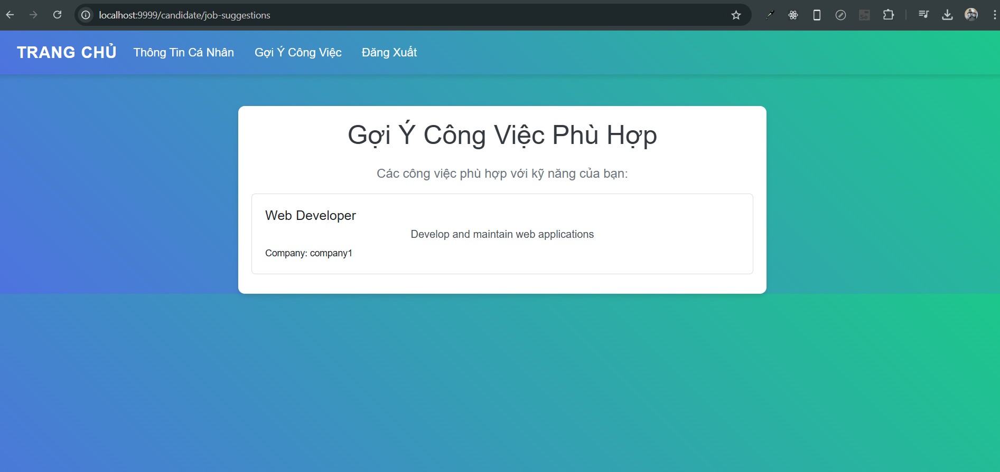 localhost:9999/candidate/job-suggestions
TRANG CHỦ Thông Tin Cá Nhân Gợi Ý Công Việc Đăng Xuất
Gợi Ý Công Việc Phù Hợp
Các công việc phù hợp với kỹ năng của bạn:
Web Developer
Develop and maintain web applications
Company: company1